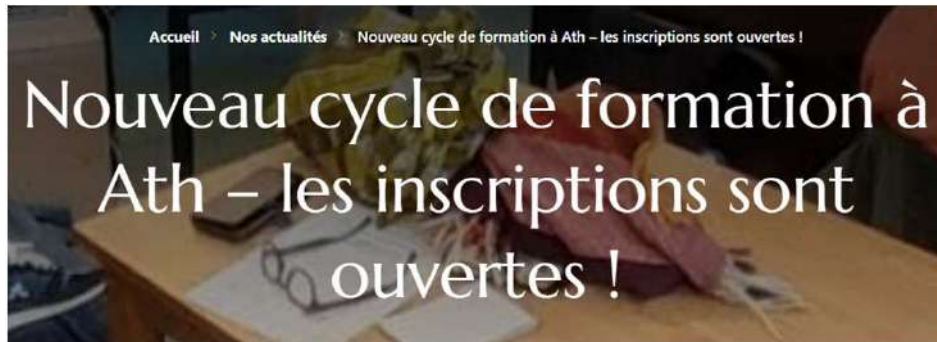 Accueil > Nos actualités > Nouveau cycle de formation à Ath – les inscriptions sont ouvertes !
Nouveau cycle de formation à
Ath – les inscriptions sont
ouvertes !